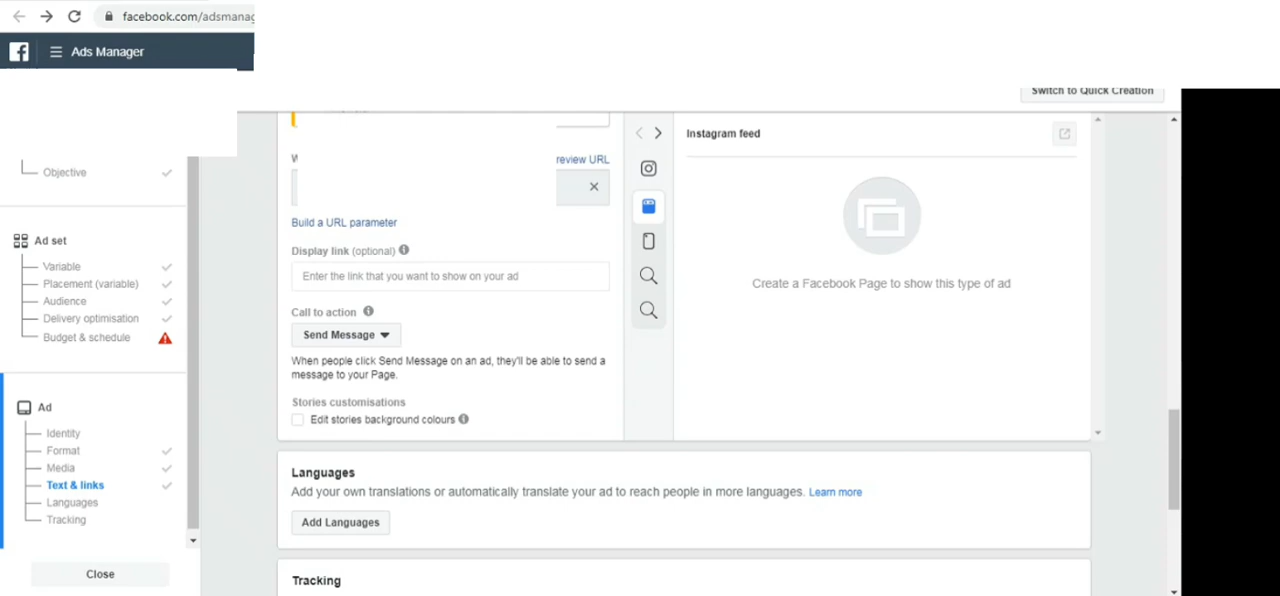 facebook.com/adsmanag
Ads Manager
Switch to Quick Creation
Objective
Ad set
Variable
Placement (variable)
Audience
Delivery optimisation
Budget & schedule
Ad
Identity
Format
Media
Text & links
Languages
Tracking
Close
W
review URL
Build a URL parameter
Display link (optional)
Enter the link that you want to show on your ad
Call to action
Send Message
When people click Send Message on an ad, they'll be able to send a
message to your Page.
Stories customisations
Edit stories background colours
Instagram feed
Create a Facebook Page to show this type of ad
Languages
Add your own translations or automatically translate your ad to reach people in more languages. Learn more
Add Languages
Tracking